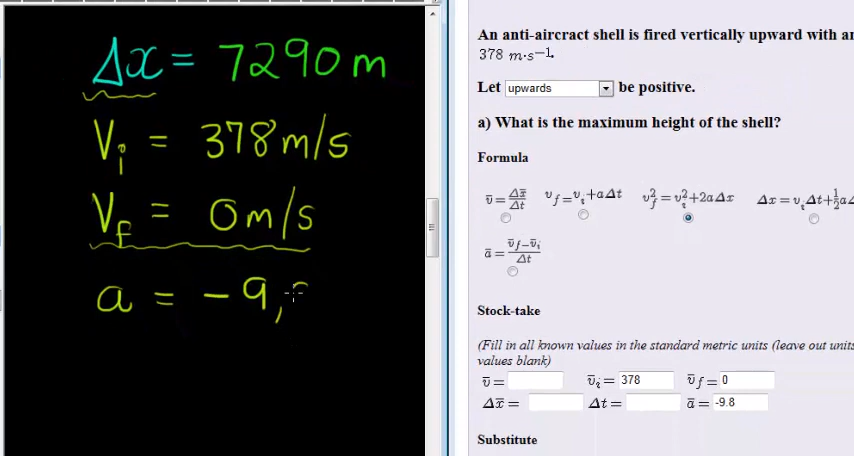 Δx = 7290 m
Vi = 378 m/s
Vf = 0 m/s
a = -9,
An anti-aircract shell is fired vertically upward with an
378 m·s−1.
Let upwards be positive.
a) What is the maximum height of the shell?
Formula
v̄ = Δx̄/Δt vf = vi + aΔt vf² = vi² + 2aΔx Δx = viΔt + ½aΔ
ā = (v̄f − v̄i)/Δt
Stock-take
(Fill in all known values in the standard metric units (leave out units
values blank)
v̄ = v̄i = 378 v̄f = 0
Δx̄ = Δt = ā = -9.8
Substitute